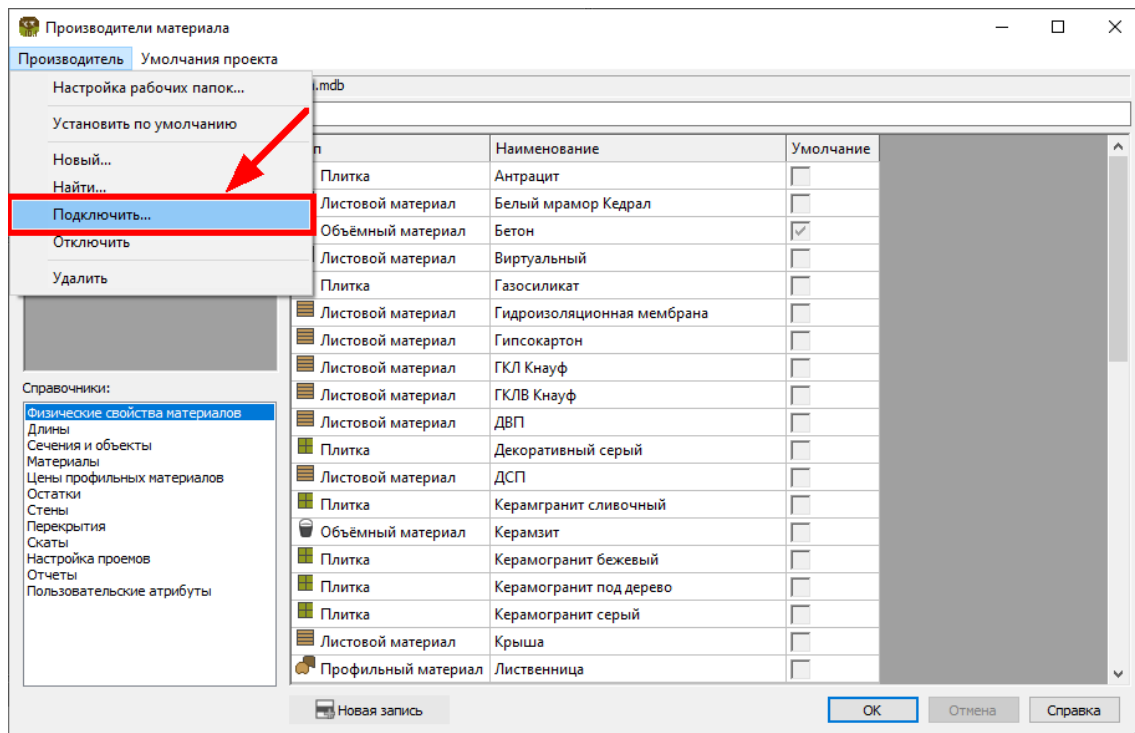 Производители материала
Производитель Умолчания проекта
Настройка рабочих папок...
Установить по умолчанию
Новый...
Найти...
Подключить...
Отключить
Удалить
.mdb
Наименование Умолчание
Плитка Антрацит
Листовой материал Белый мрамор Кедрал
Объёмный материал Бетон
Листовой материал Виртуальный
Плитка Газосиликат
Листовой материал Гидроизоляционная мембрана
Листовой материал Гипсокартон
Листовой материал ГКЛ Кнауф
Листовой материал ГКЛВ Кнауф
Листовой материал ДВП
Плитка Декоративный серый
Листовой материал ДСП
Плитка Керамгранит сливочный
Объёмный материал Керамзит
Плитка Керамогранит бежевый
Плитка Керамогранит под дерево
Плитка Керамогранит серый
Листовой материал Крыша
Профильный материал Лиственница
Справочники:
Физические свойства материалов
Длины
Сечения и объекты
Материалы
Цены профильных материалов
Остатки
Стены
Перекрытия
Скаты
Настройка проемов
Отчеты
Пользовательские атрибуты
Новая запись
OK Отмена Справка